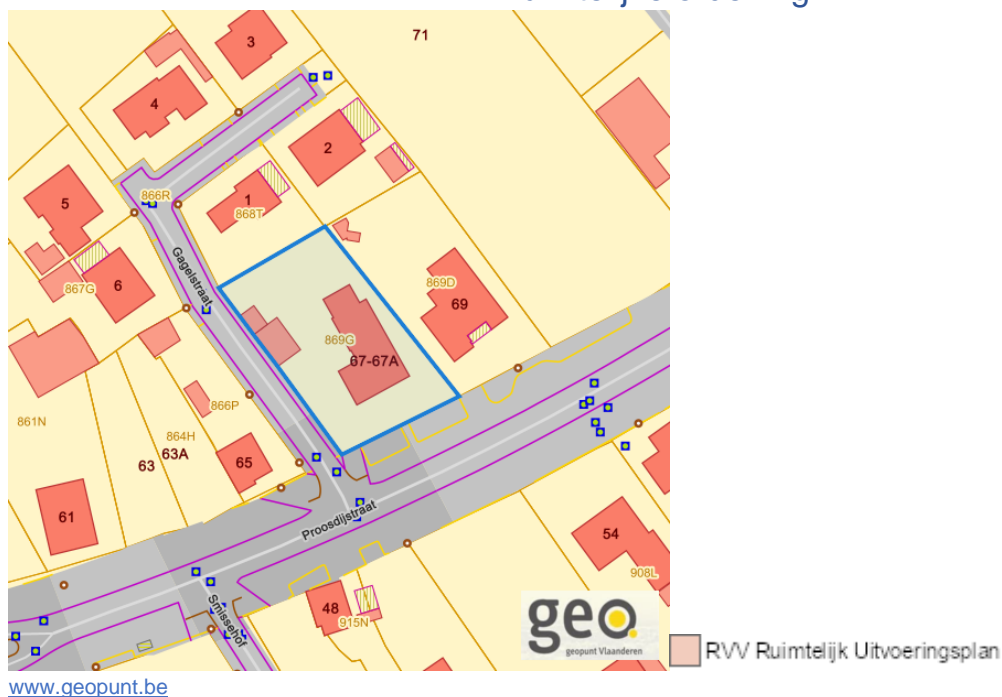 3
71
4
2
866R
1
868T
5
Gagelstraat
867G
6
869D
69
869G
67-67A
866P
861N
864H
63A
63
65
61
Proosdijstraat
54
908L
Smissehof
48
915N
geo
geopunt Vlaanderen
RVV Ruimtelijk Uitvoeringsplan
www.geopunt.be